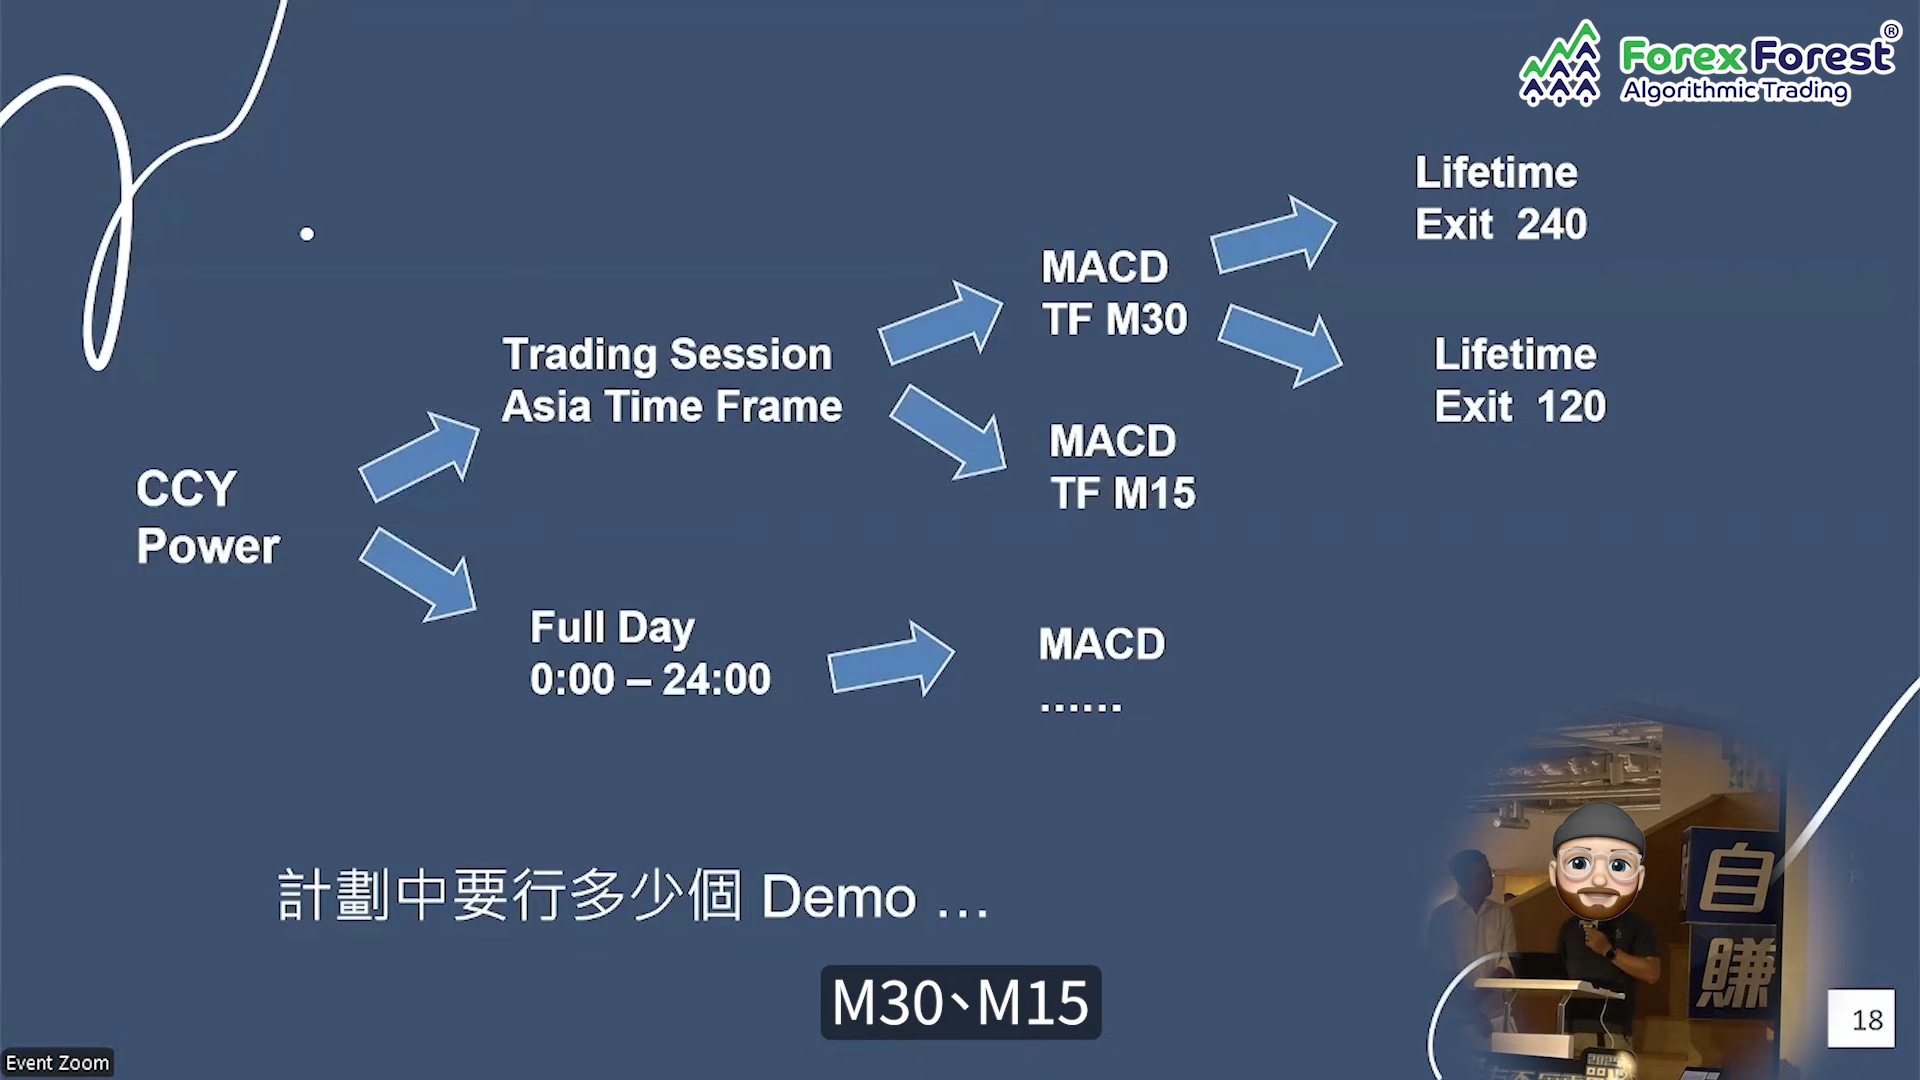 Forex Forest®
Algorithmic Trading
Lifetime
Exit 240
MACD
TF M30
Trading Session
Asia Time Frame
Lifetime
Exit 120
MACD
TF M15
CCY
Power
Full Day
0:00 – 24:00
MACD
......
計劃中要行多少個 Demo ...
自
賺
M30、M15
18
Event Zoom